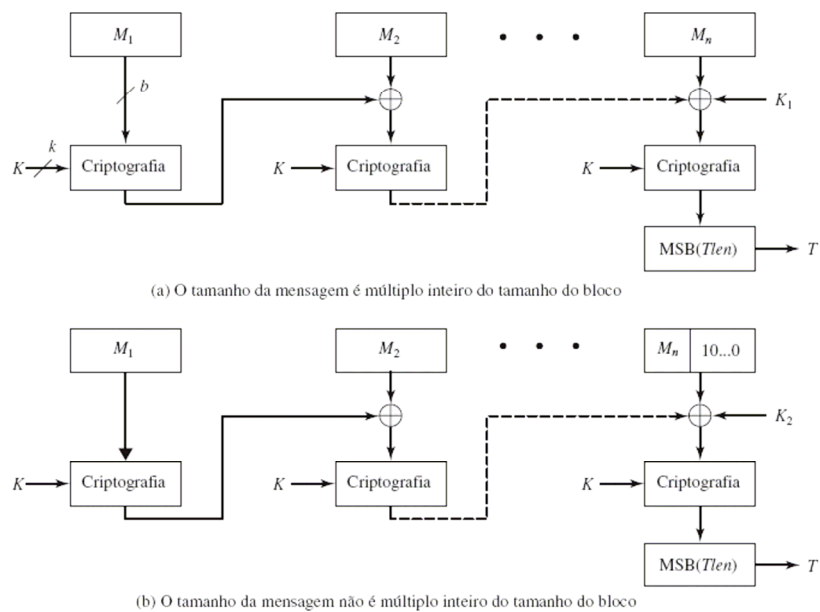 M₁ M₂ • • • Mₙ
b
K₁
k
K Criptografia K Criptografia K Criptografia
MSB(Tlen) T
(a) O tamanho da mensagem é múltiplo inteiro do tamanho do bloco
M₁ M₂ • • • Mₙ 10...0
K₂
K Criptografia K Criptografia K Criptografia
MSB(Tlen) T
(b) O tamanho da mensagem não é múltiplo inteiro do tamanho do bloco